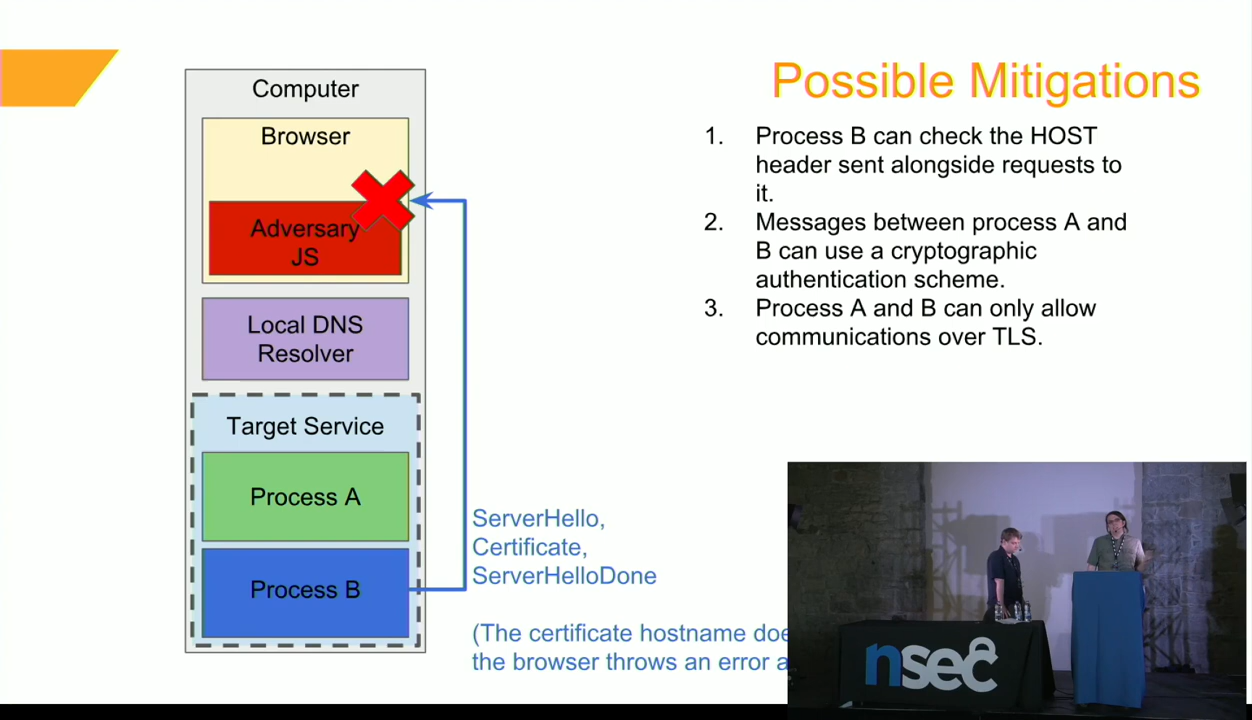 Possible Mitigations
Computer
Browser
Adversary
JS
Local DNS
Resolver
Target Service
Process A
Process B
ServerHello,
Certificate,
ServerHelloDone
(The certificate hostname doe
the browser throws an error a
1. Process B can check the HOST
header sent alongside requests to
it.
2. Messages between process A and
B can use a cryptographic
authentication scheme.
3. Process A and B can only allow
communications over TLS.
nsec